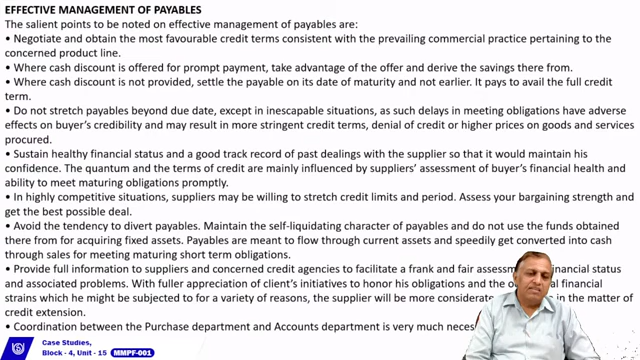 EFFECTIVE MANAGEMENT OF PAYABLES
The salient points to be noted on effective management of payables are:
• Negotiate and obtain the most favourable credit terms consistent with the prevailing commercial practice pertaining to the
concerned product line.
• Where cash discount is offered for prompt payment, take advantage of the offer and derive the savings there from.
• Where cash discount is not provided, settle the payable on its date of maturity and not earlier. It pays to avail the full credit
term.
• Do not stretch payables beyond due date, except in inescapable situations, as such delays in meeting obligations have adverse
effects on buyer's credibility and may result in more stringent credit terms, denial of credit or higher prices on goods and services
procured.
• Sustain healthy financial status and a good track record of past dealings with the supplier so that it would maintain his
confidence. The quantum and the terms of credit are mainly influenced by suppliers' assessment of buyer's financial health and
ability to meet maturing obligations promptly.
• In highly competitive situations, suppliers may be willing to stretch credit limits and period. Assess your bargaining strength and
get the best possible deal.
• Avoid the tendency to divert payables. Maintain the self-liquidating character of payables and do not use the funds obtained
there from for acquiring fixed assets. Payables are meant to flow through current assets and speedily get converted into cash
through sales for meeting maturing short term obligations.
• Provide full information to suppliers and concerned credit agencies to facilitate a frank and fair assessm financial status
and associated problems. With fuller appreciation of client's initiatives to honor his obligations and the financial
strains which he might be subjected to for a variety of reasons, the supplier will be more considerate in the matter of
credit extension.
• Coordination between the Purchase department and Accounts department is very much
Case Studies,
Block - 4, Unit - 15 MMPF-001